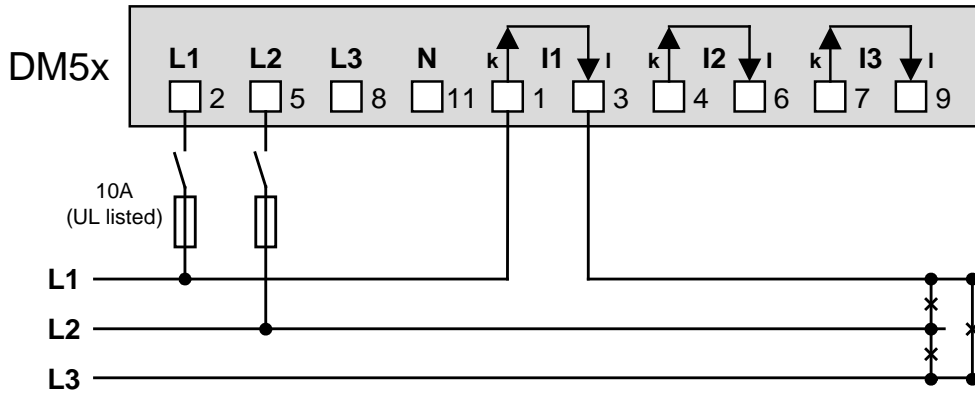 DM5x
L1 L2 L3 N k I1 l k I2 l k I3 l
2 5 8 11 1 3 4 6 7 9
10A
(UL listed)
L1
L2
L3